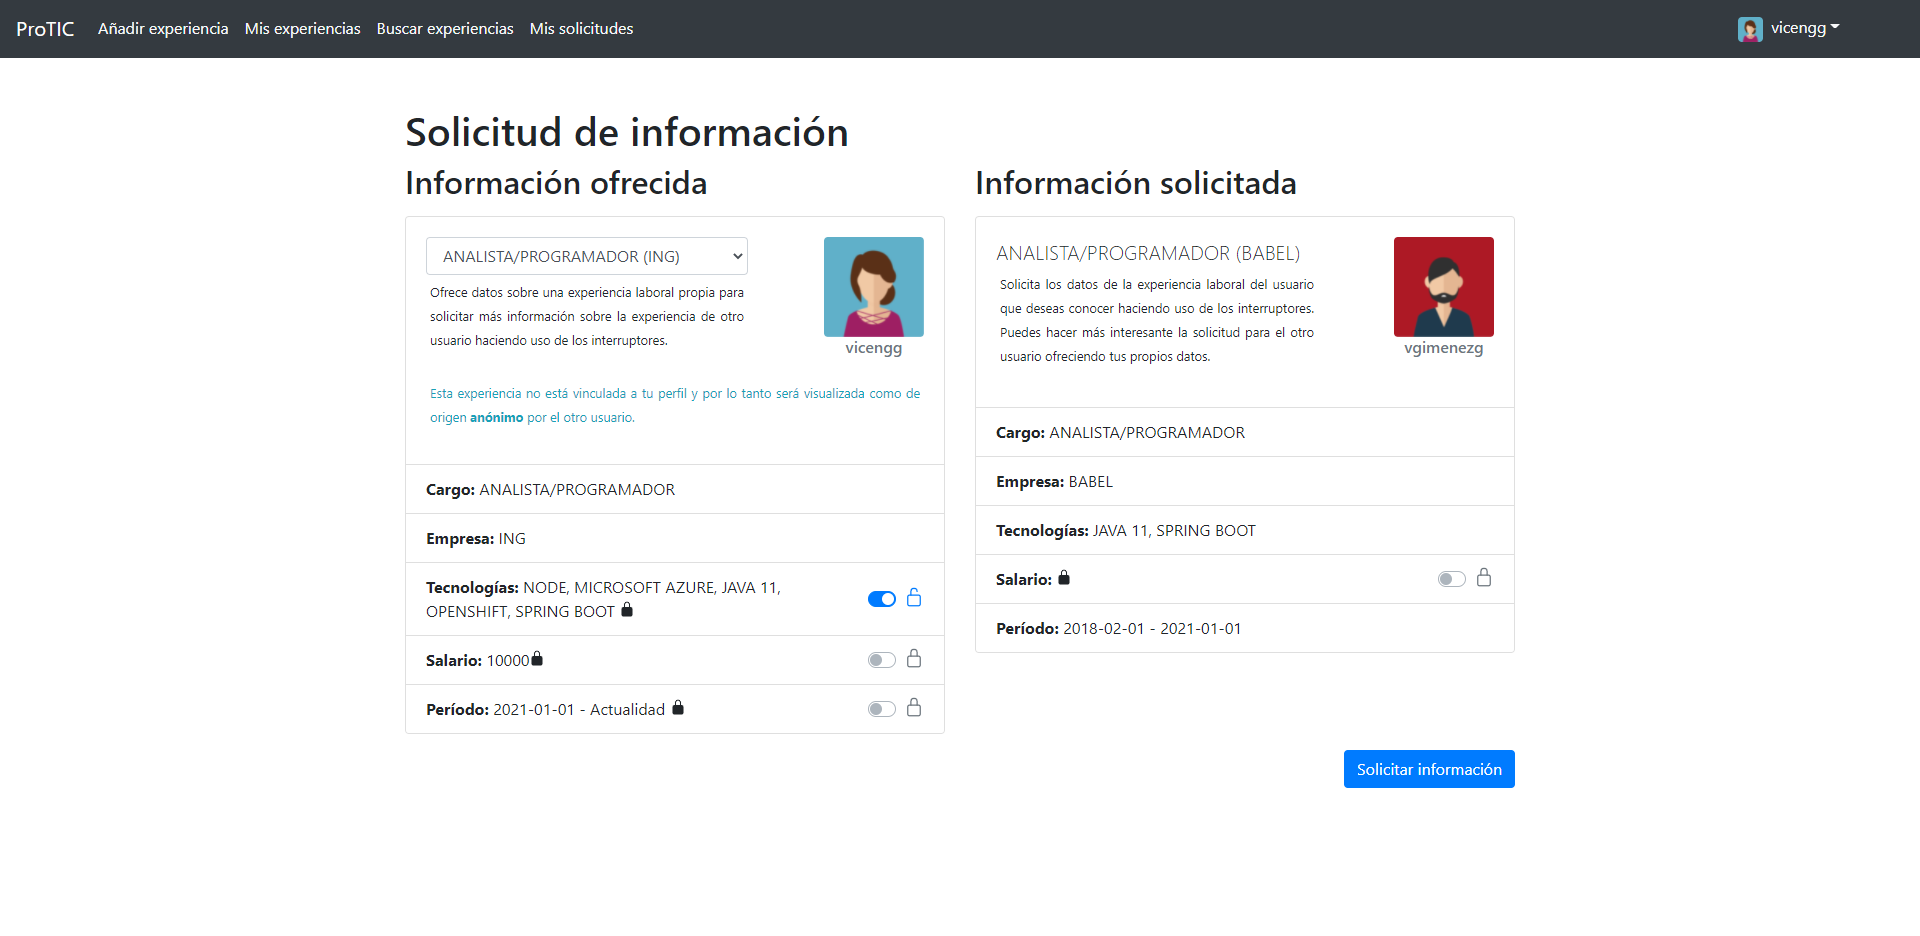 ProTIC Añadir experiencia Mis experiencias Buscar experiencias Mis solicitudes vicengg
Solicitud de información
Información ofrecida
ANALISTA/PROGRAMADOR (ING)
Ofrece datos sobre una experiencia laboral propia para
solicitar más información sobre la experiencia de otro
usuario haciendo uso de los interruptores.
vicengg
Esta experiencia no está vinculada a tu perfil y por lo tanto será visualizada como de
origen anónimo por el otro usuario.
Cargo: ANALISTA/PROGRAMADOR
Empresa: ING
Tecnologías: NODE, MICROSOFT AZURE, JAVA 11,
OPENSHIFT, SPRING BOOT
Salario: 10000
Período: 2021-01-01 - Actualidad
Información solicitada
ANALISTA/PROGRAMADOR (BABEL)
Solicita los datos de la experiencia laboral del usuario
que deseas conocer haciendo uso de los interruptores.
Puedes hacer más interesante la solicitud para el otro
usuario ofreciendo tus propios datos.
vgimenezg
Cargo: ANALISTA/PROGRAMADOR
Empresa: BABEL
Tecnologías: JAVA 11, SPRING BOOT
Salario:
Período: 2018-02-01 - 2021-01-01
Solicitar información